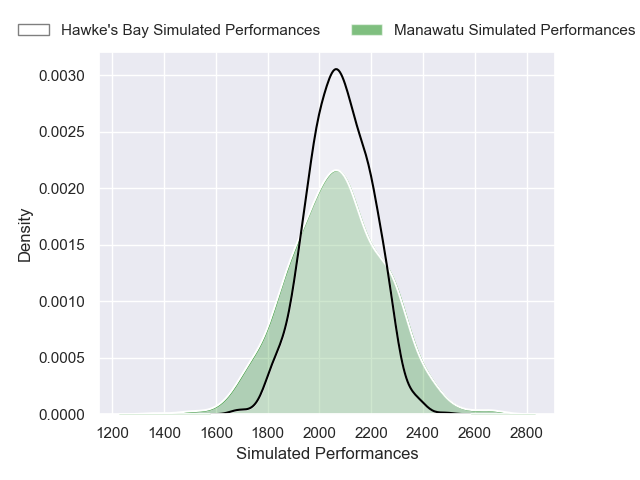 Hawke's Bay Simulated Performances Manawatu Simulated Performances
0.0030
0.0025
0.0020
0.0015
0.0010
0.0005
0.0000
Density
1200 1400 1600 1800 2000 2200 2400 2600 2800
Simulated Performances